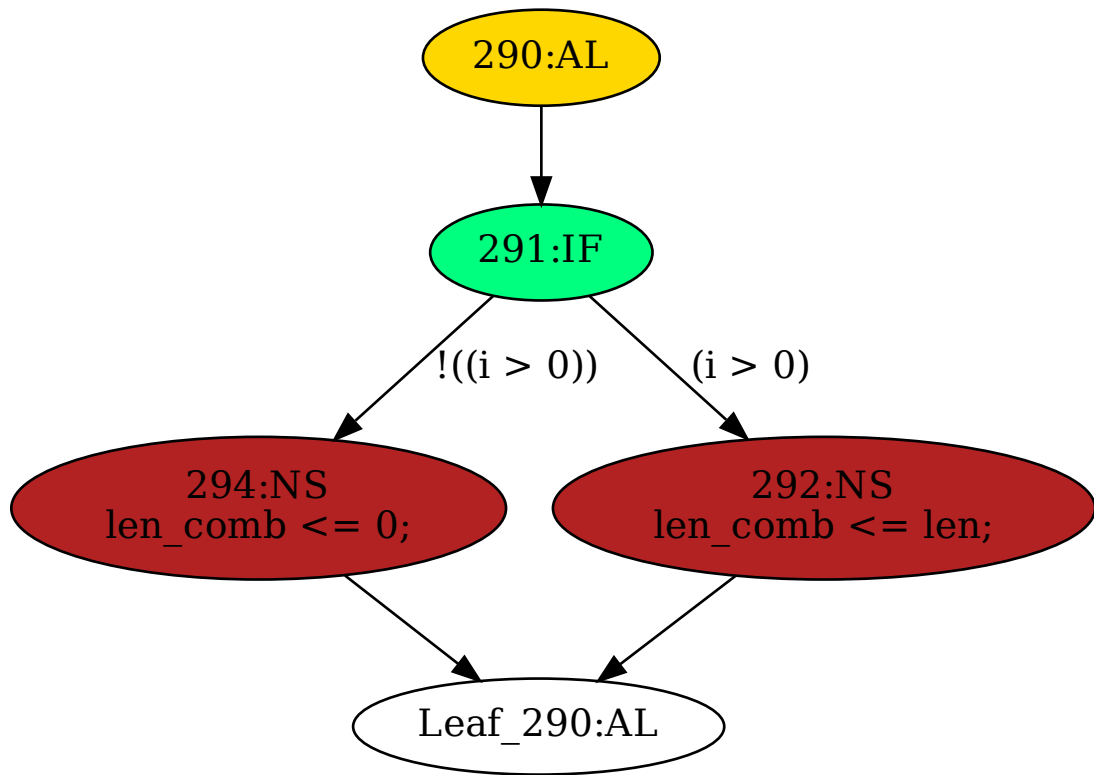 290:AL
291:IF
!((i > 0))
(i > 0)
294:NS
len_comb <= 0;
292:NS
len_comb <= len;
Leaf_290:AL